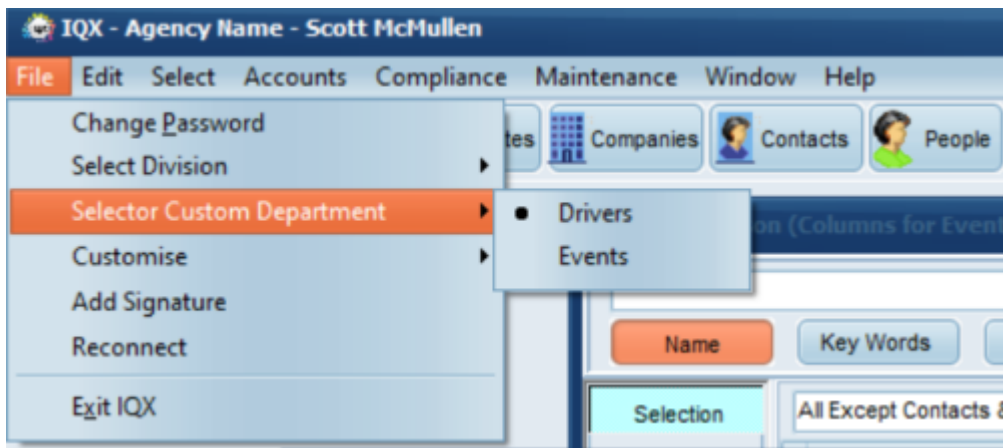 IQX - Agency Name - Scott McMullen
File Edit Select Accounts Compliance Maintenance Window Help
Change Password
Select Division
Selector Custom Department
Customise
Add Signature
Reconnect
Exit IQX
Drivers
Events
Companies Contacts People
(Columns for Event
Name Key Words
Selection All Except Contacts &